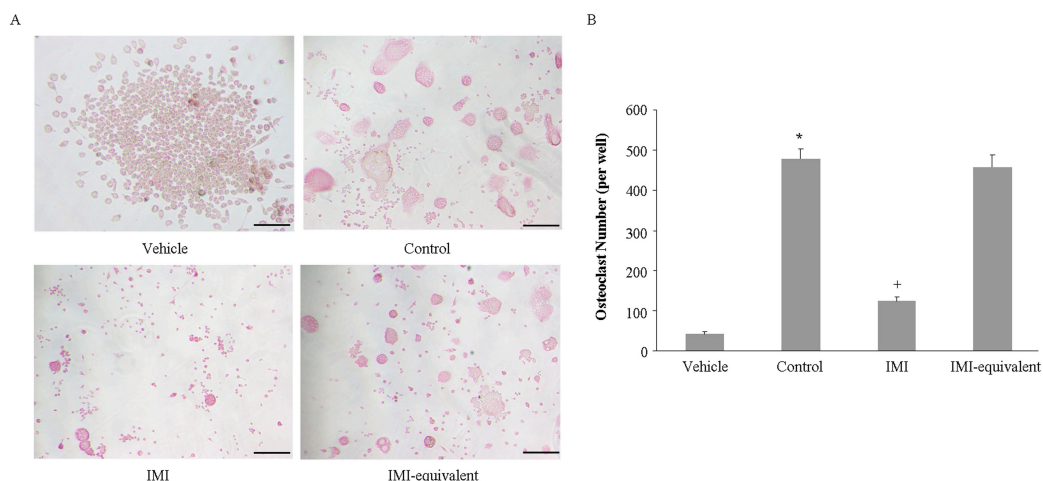 A
B
Vehicle
Control
IMI
IMI-equivalent
Osteoclast Number (per well)
600
500
400
300
200
100
0
*
+
Vehicle
Control
IMI
IMI-equivalent